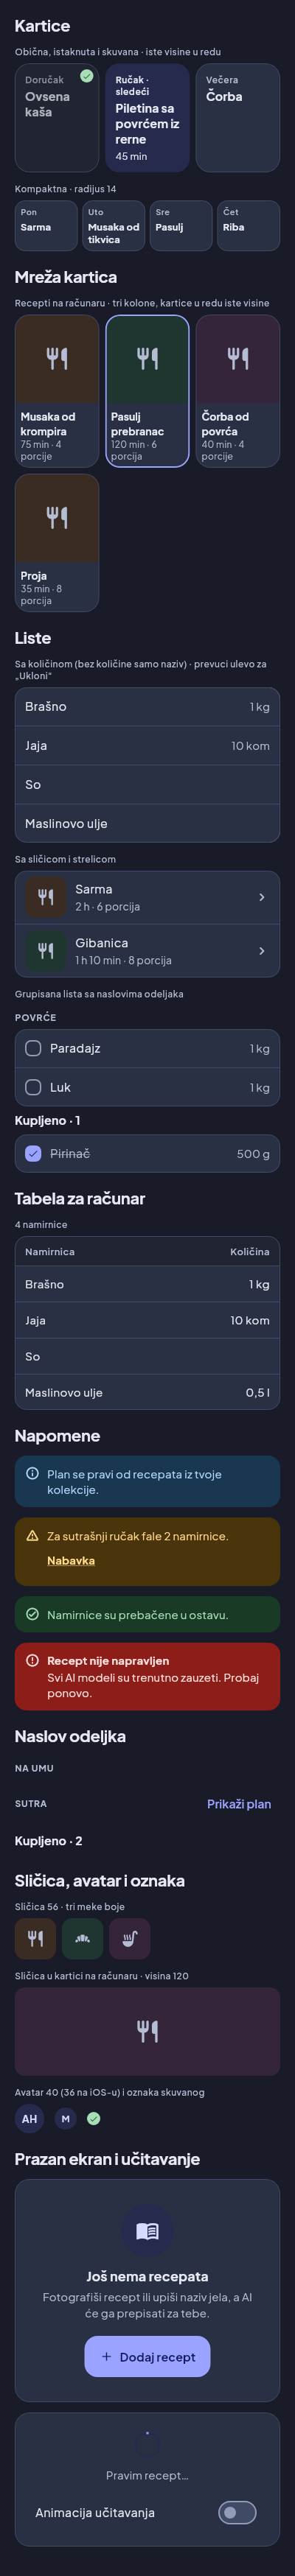 Kartice
Obična, istaknuta i skuvana · iste visine u redu
Doručak
Ovsena
kaša
Ručak ·
sledeći
Piletina sa
povrćem iz
rerne
45 min
Večera
Čorba
Kompaktna · radijus 14
Pon
Sarma
Uto
Musaka od
tikvica
Sre
Pasulj
Čet
Riba
Mreža kartica
Recepti na računaru · tri kolone, kartice u redu iste visine
Musaka od
krompira
75 min · 4
porcije
Pasulj
prebranac
120 min · 6
porcija
Čorba od
povrća
40 min · 4
porcije
Proja
35 min · 8
porcija
Liste
Sa količinom (bez količine samo naziv) · prevuci ulevo za
„Ukloni“
Brašno 1 kg
Jaja 10 kom
So
Maslinovo ulje
Sa sličicom i strelicom
Sarma
2 h · 6 porcija
Gibanica
1 h 10 min · 8 porcija
Grupisana lista sa naslovima odeljaka
POVRĆE
Paradajz 1 kg
Luk 1 kg
Kupljeno · 1
Pirinač 500 g
Tabela za računar
4 namirnice
Namirnica Količina
Brašno 1 kg
Jaja 10 kom
So
Maslinovo ulje 0,5 l
Napomene
Plan se pravi od recepata iz tvoje
kolekcije.
Za sutrašnji ručak fale 2 namirnice.
Nabavka
Namirnice su prebačene u ostavu.
Recept nije napravljen
Svi AI modeli su trenutno zauzeti. Probaj
ponovo.
Naslov odeljka
NA UMU
SUTRA Prikaži plan
Kupljeno · 2
Sličica, avatar i oznaka
Sličica 56 · tri meke boje
Sličica u kartici na računaru · visina 120
Avatar 40 (36 na iOS-u) i oznaka skuvanog
AH M
Prazan ekran i učitavanje
Još nema recepata
Fotografiši recept ili upiši naziv jela, a AI
će ga prepisati za tebe.
+ Dodaj recept
Pravim recept…
Animacija učitavanja